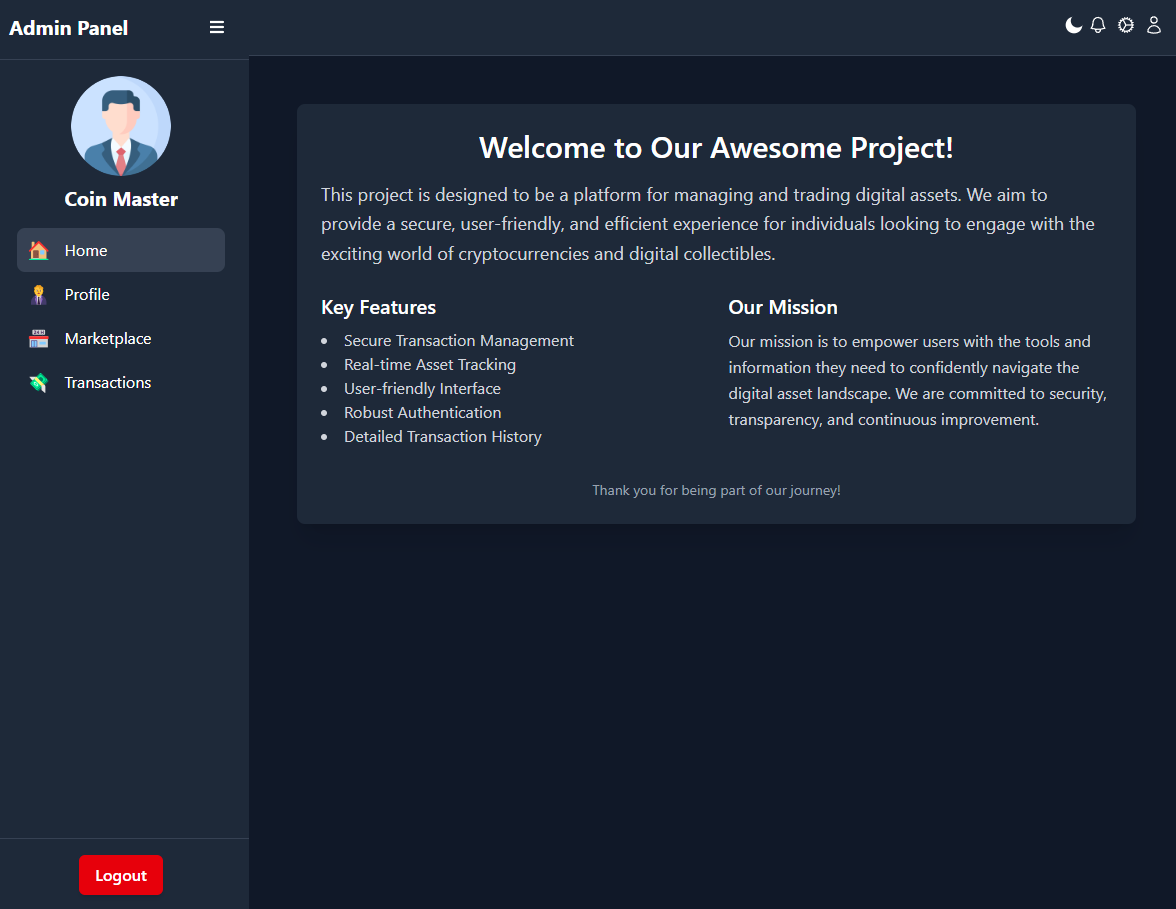 Admin Panel
Coin Master
Home
Profile
Marketplace
Transactions
Logout
Welcome to Our Awesome Project!
This project is designed to be a platform for managing and trading digital assets. We aim to
provide a secure, user-friendly, and efficient experience for individuals looking to engage with the
exciting world of cryptocurrencies and digital collectibles.
Key Features
Secure Transaction Management
Real-time Asset Tracking
User-friendly Interface
Robust Authentication
Detailed Transaction History
Our Mission
Our mission is to empower users with the tools and
information they need to confidently navigate the
digital asset landscape. We are committed to security,
transparency, and continuous improvement.
Thank you for being part of our journey!